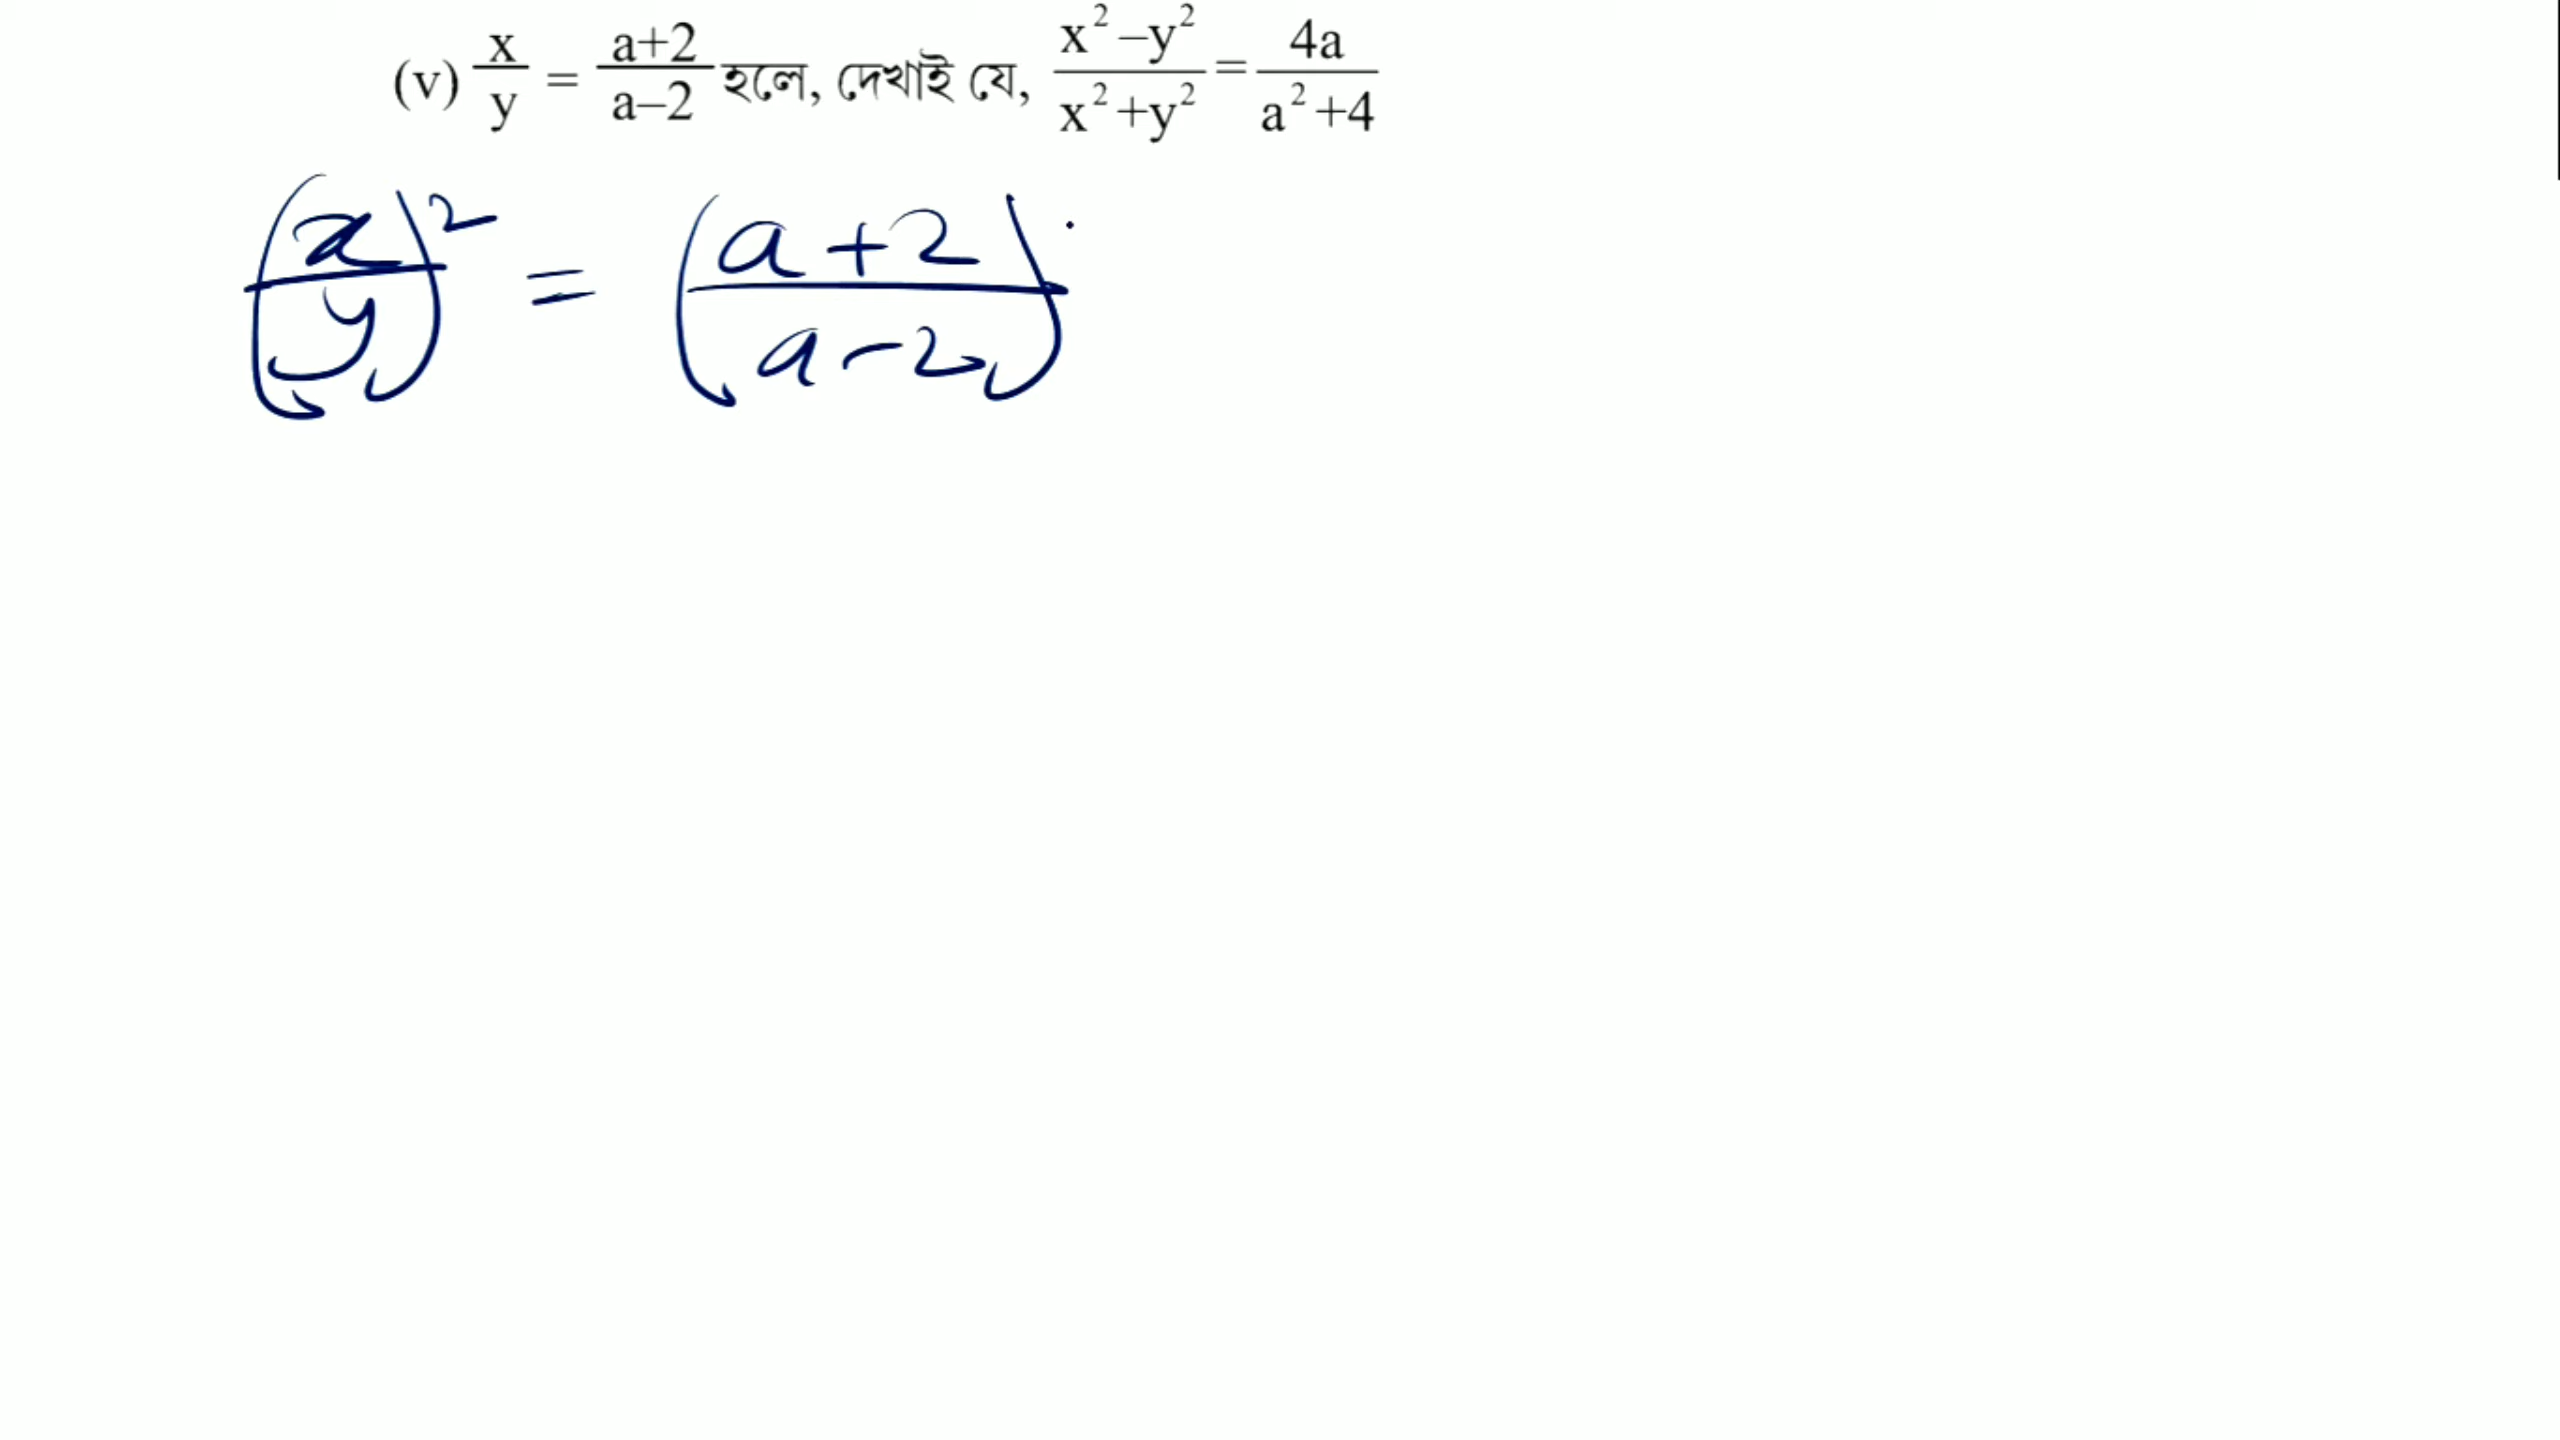 (v) x/y = a+2/a–2 হলে, দেখাই যে, x²–y²/x²+y² = 4a/a²+4
(x/y)² = (a+2/a-2)